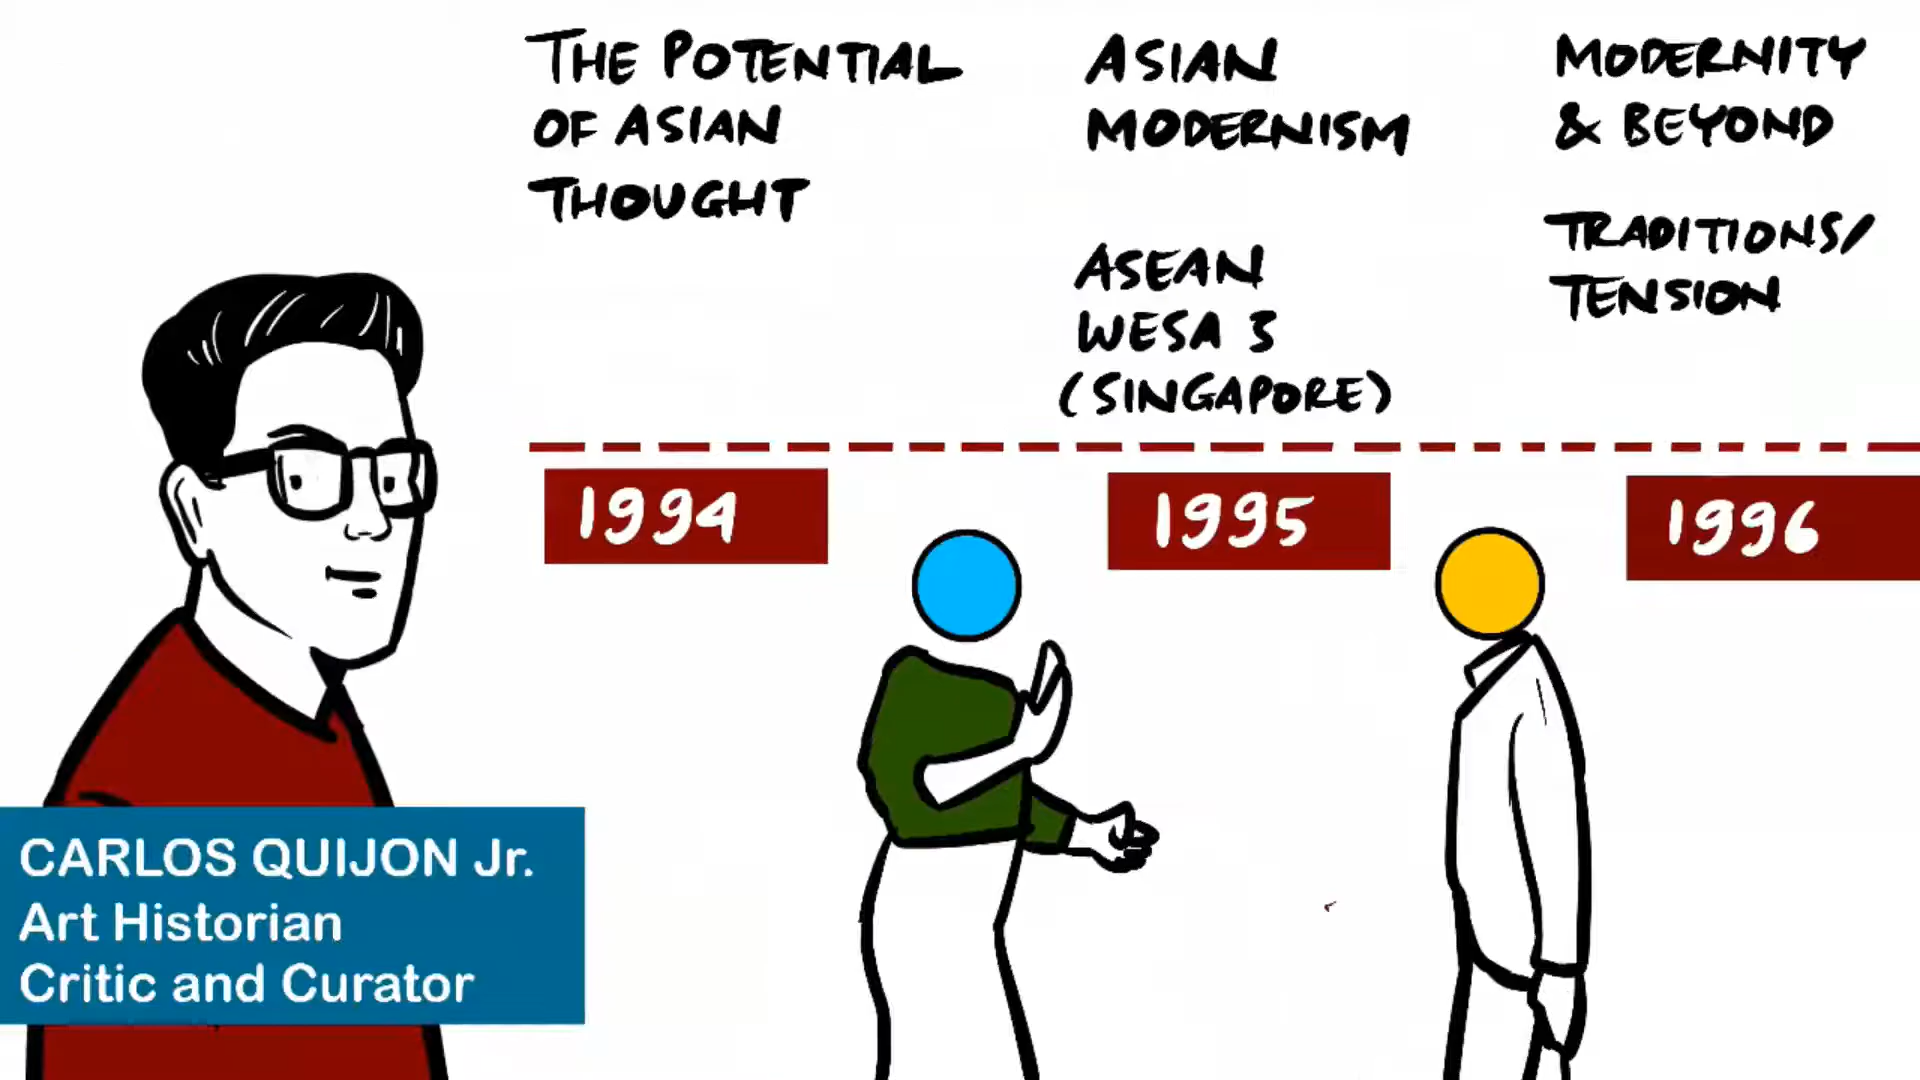 THE POTENTIAL
OF ASIAN
THOUGHT
ASIAN
MODERNISM
ASEAN
WESA 3
(SINGAPORE)
MODERNITY
& BEYOND
TRADITIONS/
TENSION
1994
1995
1996
CARLOS QUIJON Jr.
Art Historian
Critic and Curator